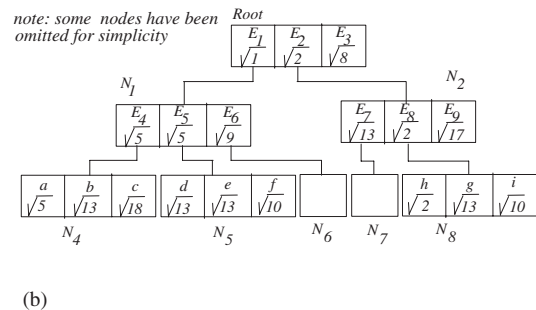 note: some nodes have been
omitted for simplicity
Root
E1 E2 E3
√1 √2 √8
N1 N2
E4 E5 E6 E7 E8 E9
√5 √5 √9 √13 √2 √17
a b c d e f h g i
√5 √13 √18 √13 √13 √10 √2 √13 √10
N4 N5 N6 N7 N8
(b)